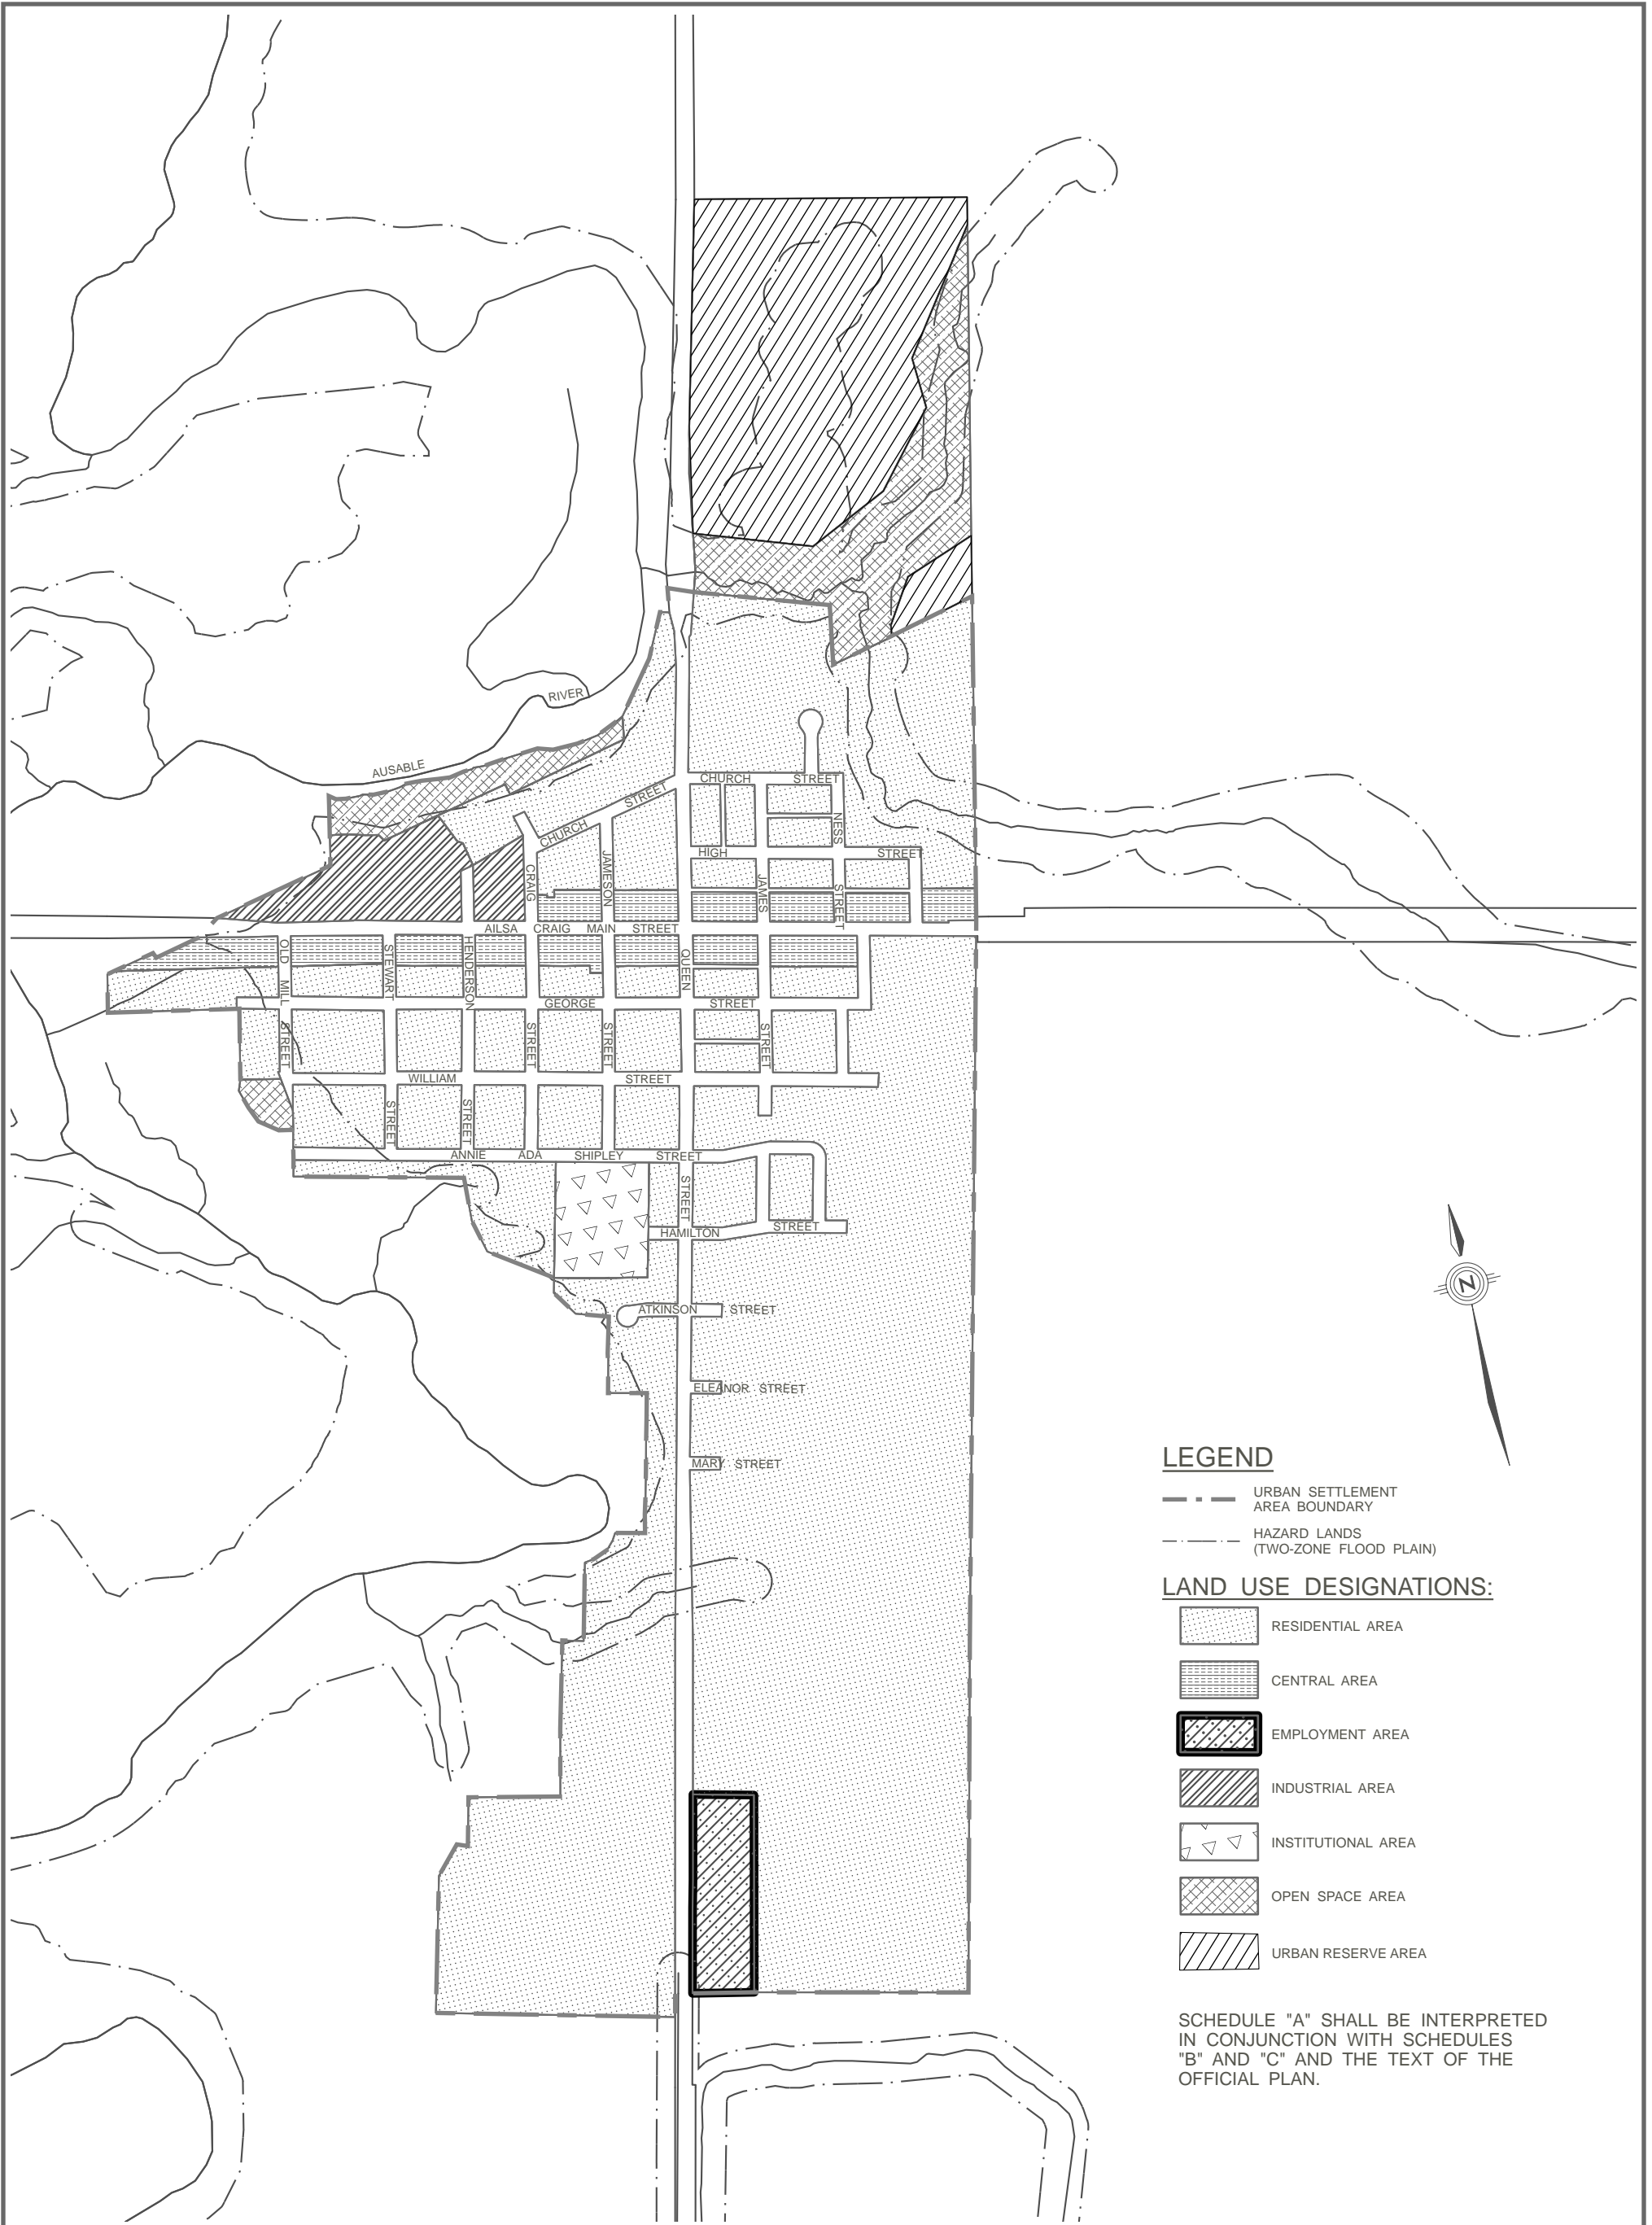 RIVER
AUSABLE
CHURCH STREET
CHURCH STREET
NESS
HIGH STREET
CRAIG
JAMESON
JAMES
STREET
AILSA CRAIG MAIN STREET
OLD MILL STREET
STEWART
HENDERSON
QUEEN
GEORGE STREET
STREET
STREET
STREET
WILLIAM STREET
STREET
STREET
ANNIE ADA SHIPLEY STREET
STREET
HAMILTON STREET
ATKINSON STREET
ELEANOR STREET
MARY STREET
N
LEGEND
URBAN SETTLEMENT
AREA BOUNDARY
HAZARD LANDS
(TWO-ZONE FLOOD PLAIN)
LAND USE DESIGNATIONS:
RESIDENTIAL AREA
CENTRAL AREA
EMPLOYMENT AREA
INDUSTRIAL AREA
INSTITUTIONAL AREA
OPEN SPACE AREA
URBAN RESERVE AREA
SCHEDULE "A" SHALL BE INTERPRETED
IN CONJUNCTION WITH SCHEDULES
"B" AND "C" AND THE TEXT OF THE
OFFICIAL PLAN.